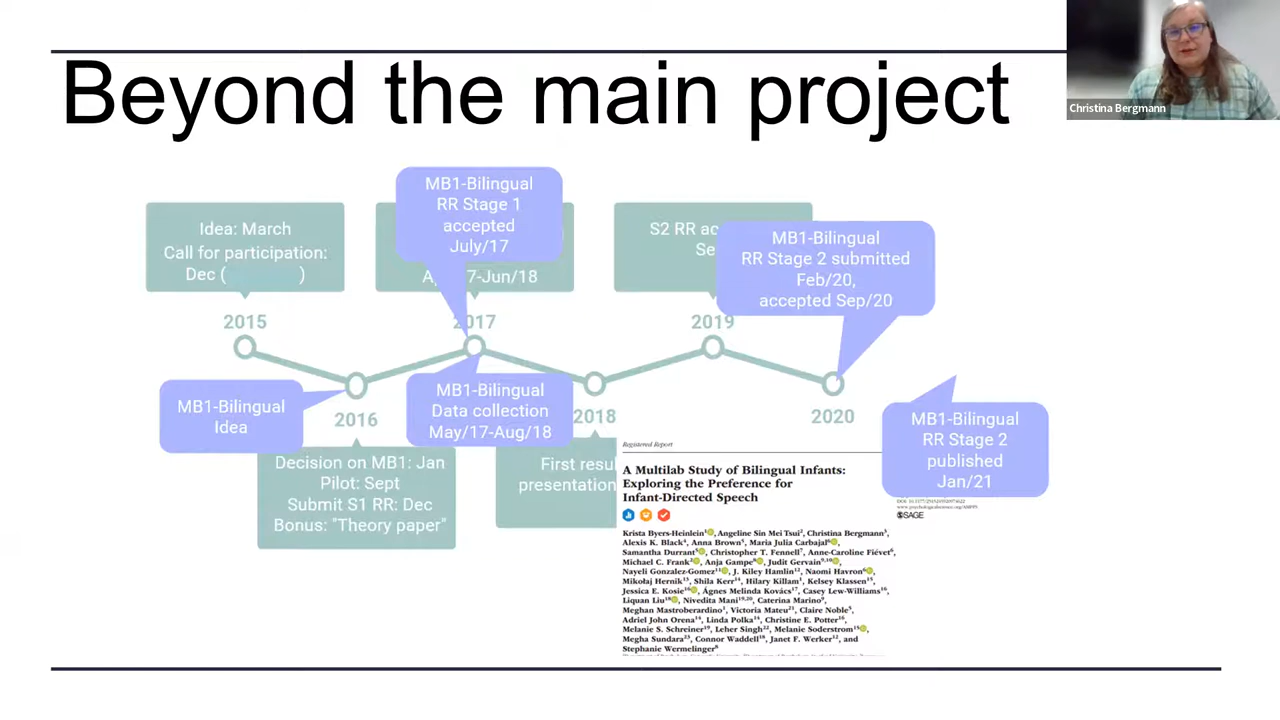 Beyond the main project
Christina Bergmann
MB1-Bilingual
RR Stage 1
accepted
July/17
Idea: March
Call for participation:
Dec ( )
7-Jun/18
S2 RR
MB1-Bilingual
RR Stage 2 submitted
Feb/20,
accepted Sep/20
2015
2017
2019
MB1-Bilingual
Idea
2016
MB1-Bilingual
Data collection
May/17-Aug/18
2018
2020
MB1-Bilingual
RR Stage 2
published
Jan/21
Decision on MB1: Jan
Pilot: Sept
Submit S1 RR: Dec
Bonus: "Theory paper"
First
presentation
Registered Report
A Multilab Study of Bilingual Infants:
Exploring the Preference for
Infant-Directed Speech
SAGE
Krista Byers-Heinlein, Angeline Sin Mei Tsui, Christina Bergmann,
Alexis K. Black, Anna Brown, Maria Julia Carbajal,
Samantha Durrant, Christopher T. Fennell, Anne-Caroline Fiévet,
Michael C. Frank, Anja Gampe, Judit Gervain,
Nayeli Gonzalez-Gomez, J. Kiley Hamlin, Naomi Havron,
Mikołaj Hernik, Shila Kerr, Hilary Killam, Kelsey Klassen,
Jessica E. Kosie, Ágnes Melinda Kovács, Casey Lew-Williams,
Liquan Liu, Nivedita Mani, Caterina Marino,
Meghan Mastroberardino, Victoria Mateu, Claire Noble,
Adriel John Orena, Linda Polka, Christine E. Potter,
Melanie S. Schreiner, Leher Singh, Melanie Soderstrom,
Megha Sundara, Connor Waddell, Janet F. Werker, and
Stephanie Wermelinger